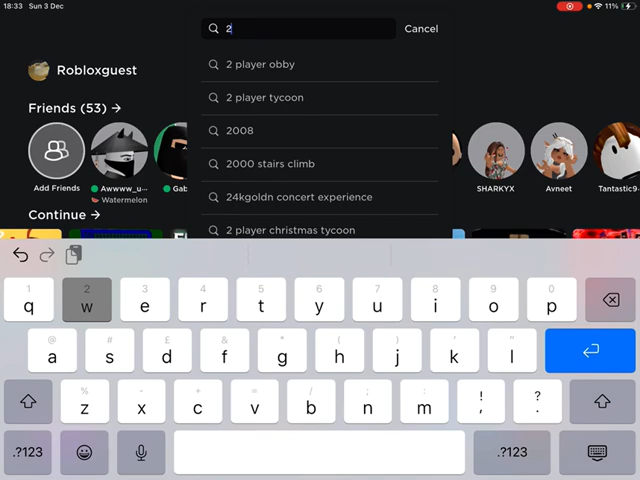 18:33 Sun 3 Dec
11%
2
Cancel
2 player obby
2 player tycoon
2008
2000 stairs climb
24kgoldn concert experience
2 player christmas tycoon
Robloxguest
Friends (53) →
Add Friends
Awwww_u...
Watermelon
Gab
SHARKYX
Avneet
Tantastic9
Continue →
1 2 3 4 5 6 7 8 9 0
q w e r t y u i o p
@ # £ & * ( ) ' "
a s d f g h j k l
% - + = / ; :
z x c v b n m ! , ? .
.?123
.?123